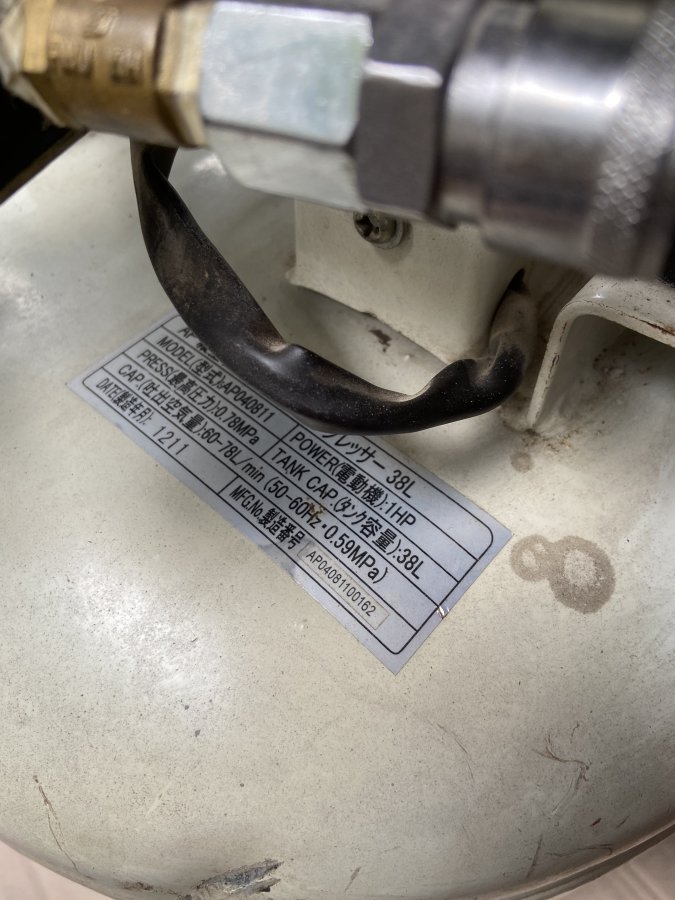 AP
レッサー 38L
MODEL(型式):AP040811
POWER(電動機):1HP
PRESS(最高圧力):0.78MPa
TANK CAP.(タンク容量):38L
CAP.(吐出空気量):60-78L/min (50-60Hz・0.59MPa)
DATE(製造年月):1211
MFG.No.製造番号 AP04081100162